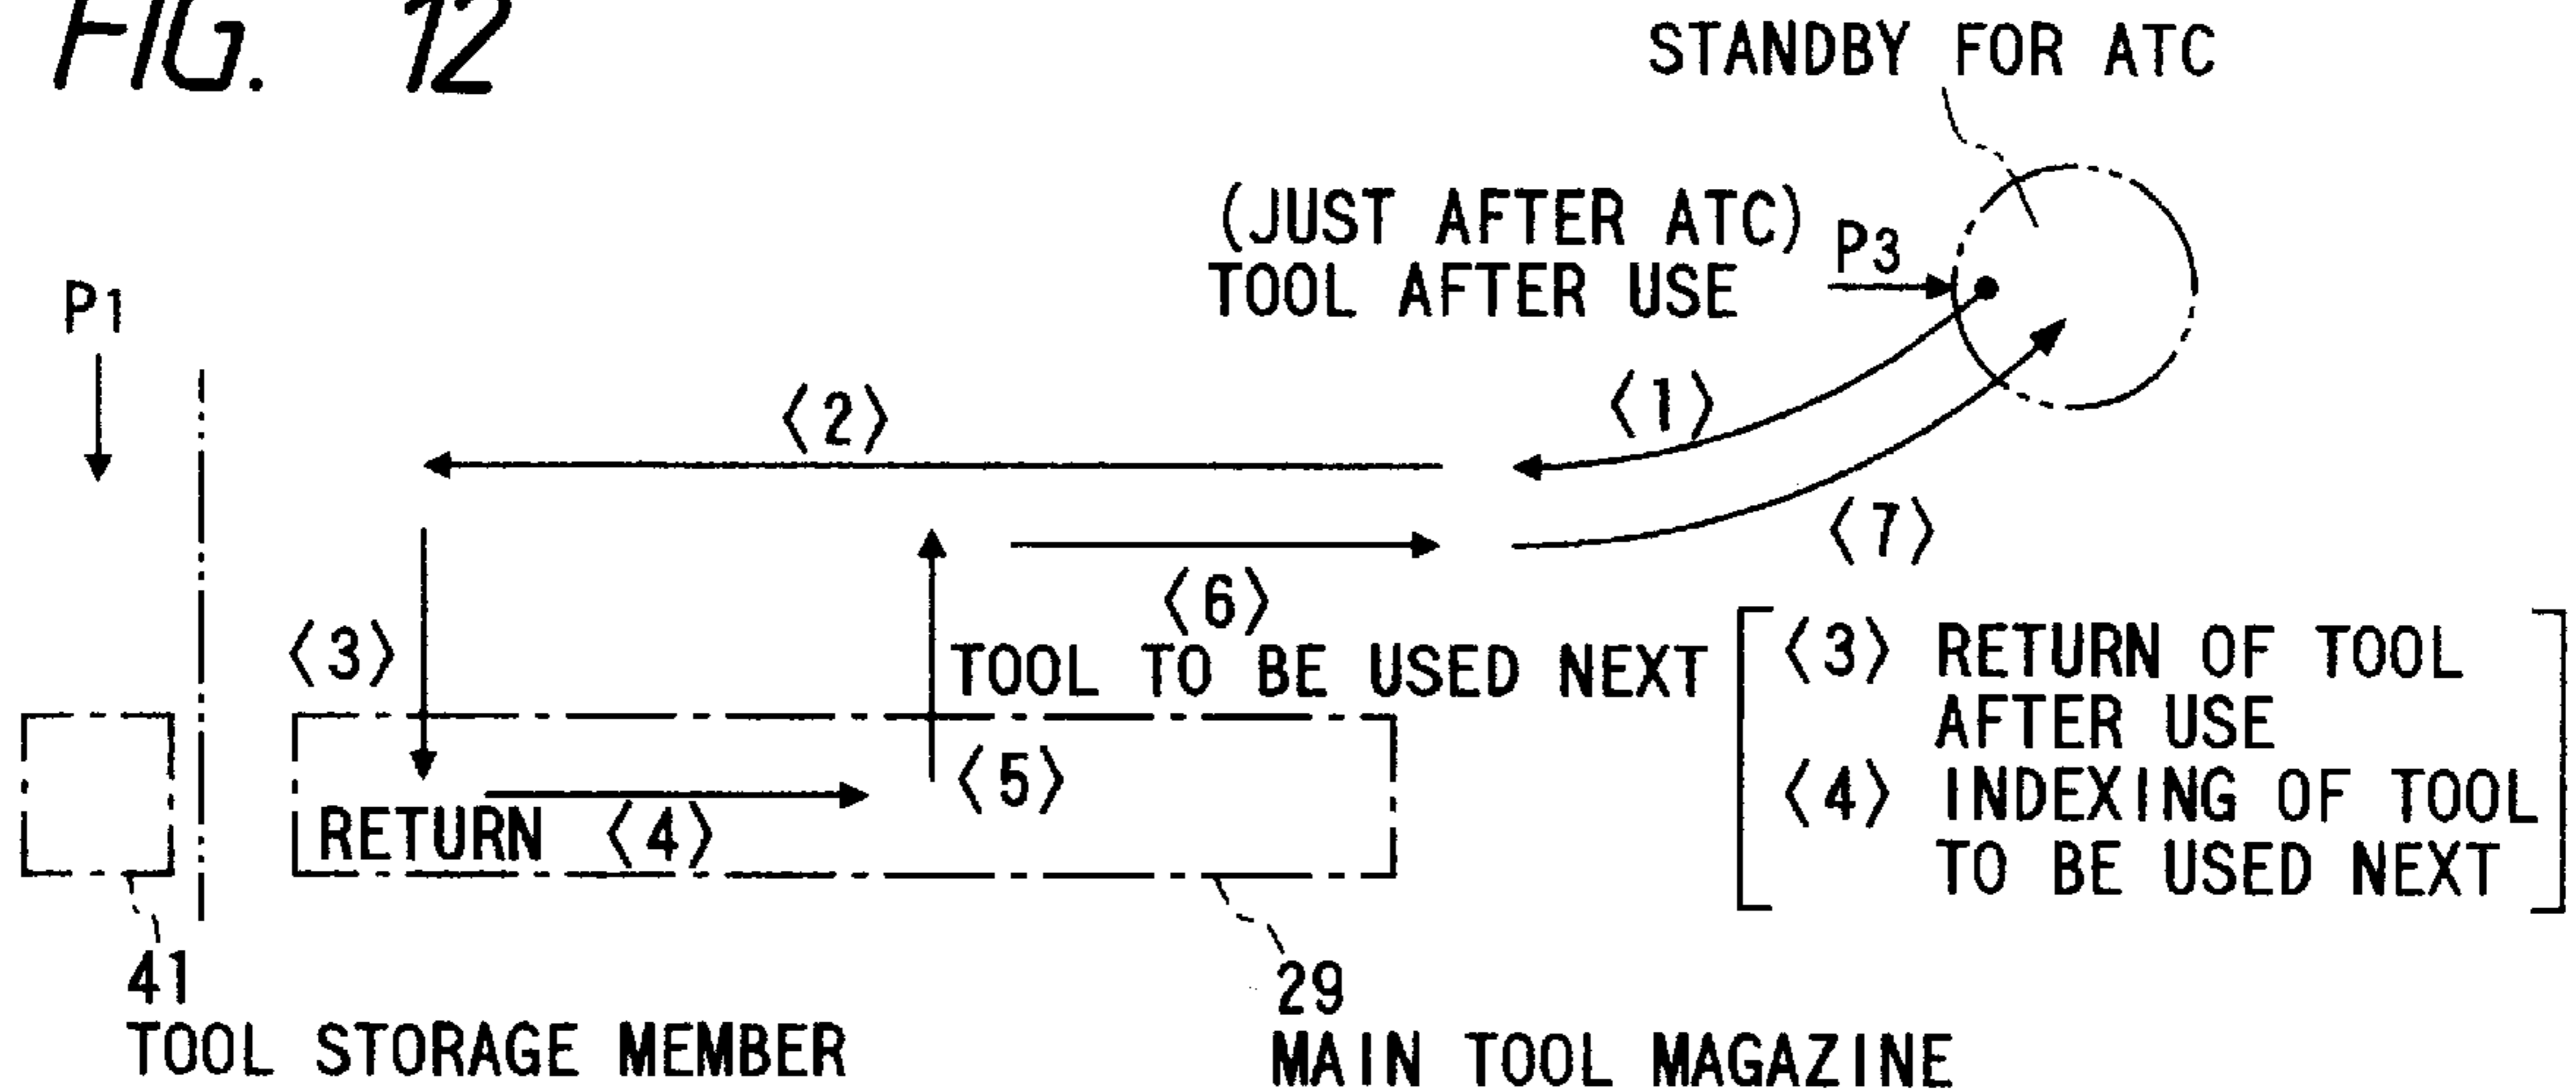 FIG. 12
STANDBY FOR ATC
(JUST AFTER ATC)
TOOL AFTER USE
P3
P1
〈1〉
〈2〉
〈7〉
〈6〉
〈3〉
TOOL TO BE USED NEXT
〈5〉
RETURN
〈4〉
〈3〉 RETURN OF TOOL
AFTER USE
〈4〉 INDEXING OF TOOL
TO BE USED NEXT
41
TOOL STORAGE MEMBER
29
MAIN TOOL MAGAZINE